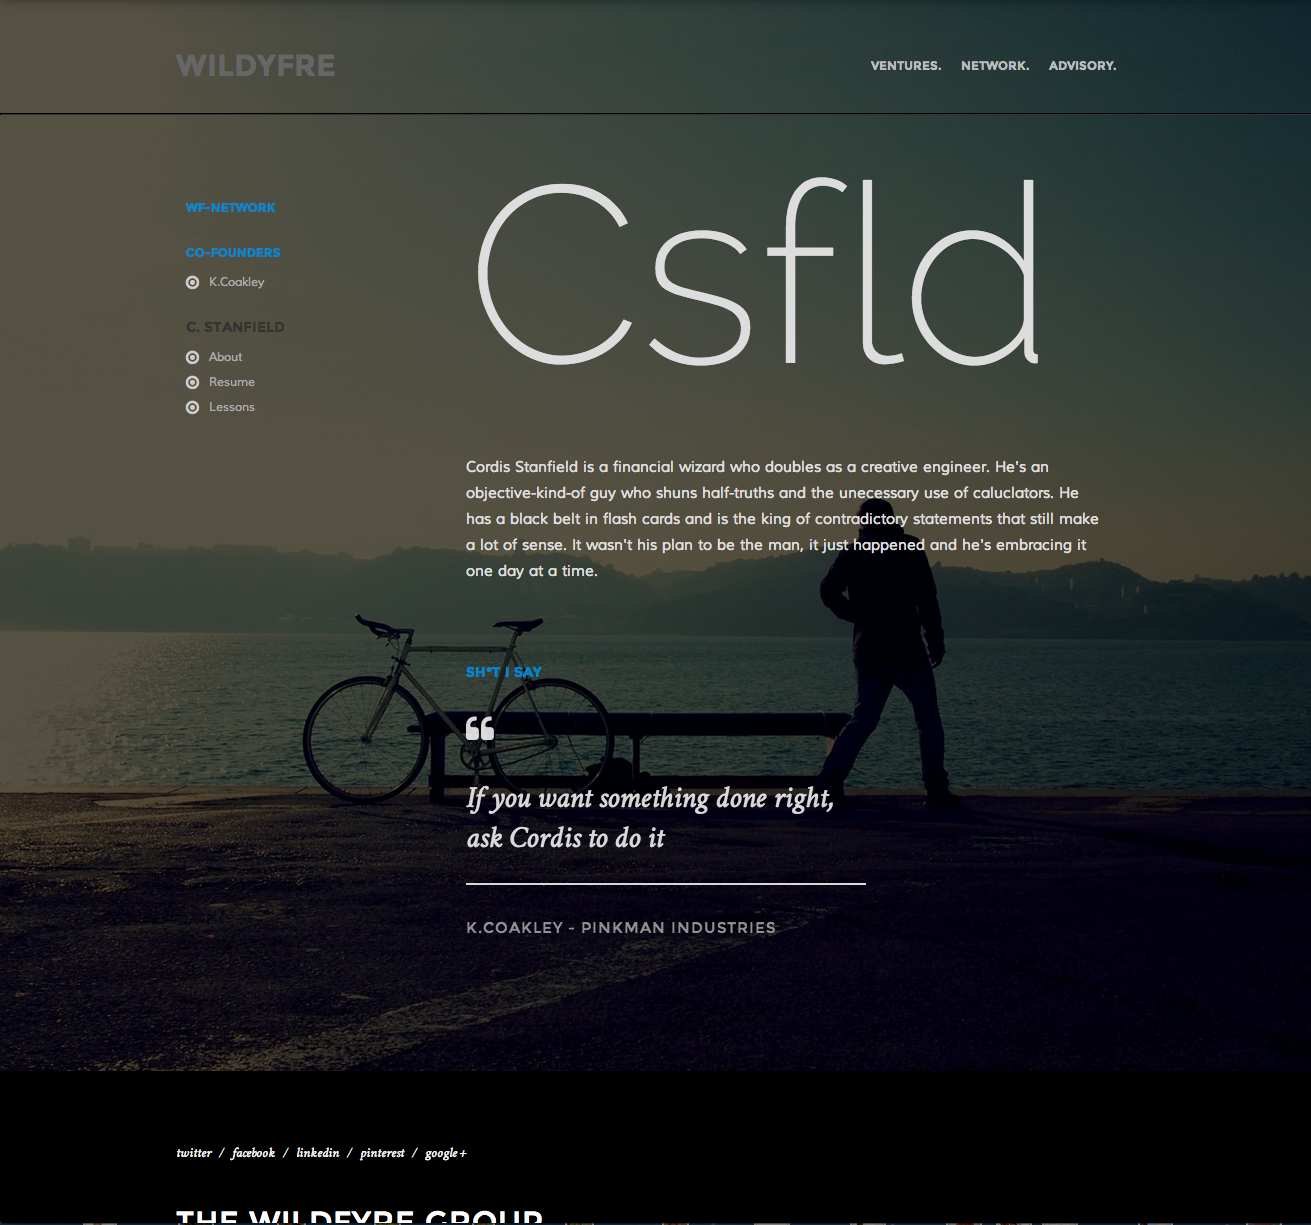 WILDYFRE
VENTURES. NETWORK. ADVISORY.
WF-NETWORK
CO-FOUNDERS
K.Coakley
C. STANFIELD
About
Resume
Lessons
Csfld
Cordis Stanfield is a financial wizard who doubles as a creative engineer. He's an
objective-kind-of guy who shuns half-truths and the unecessary use of caluclators. He
has a black belt in flash cards and is the king of contradictory statements that still make
a lot of sense. It wasn't his plan to be the man, it just happened and he's embracing it
one day at a time.
SH*T I SAY
“
If you want something done right,
ask Cordis to do it
K.COAKLEY - PINKMAN INDUSTRIES
twitter / facebook / linkedin / pinterest / google+
THE WILDFYRE GROUP